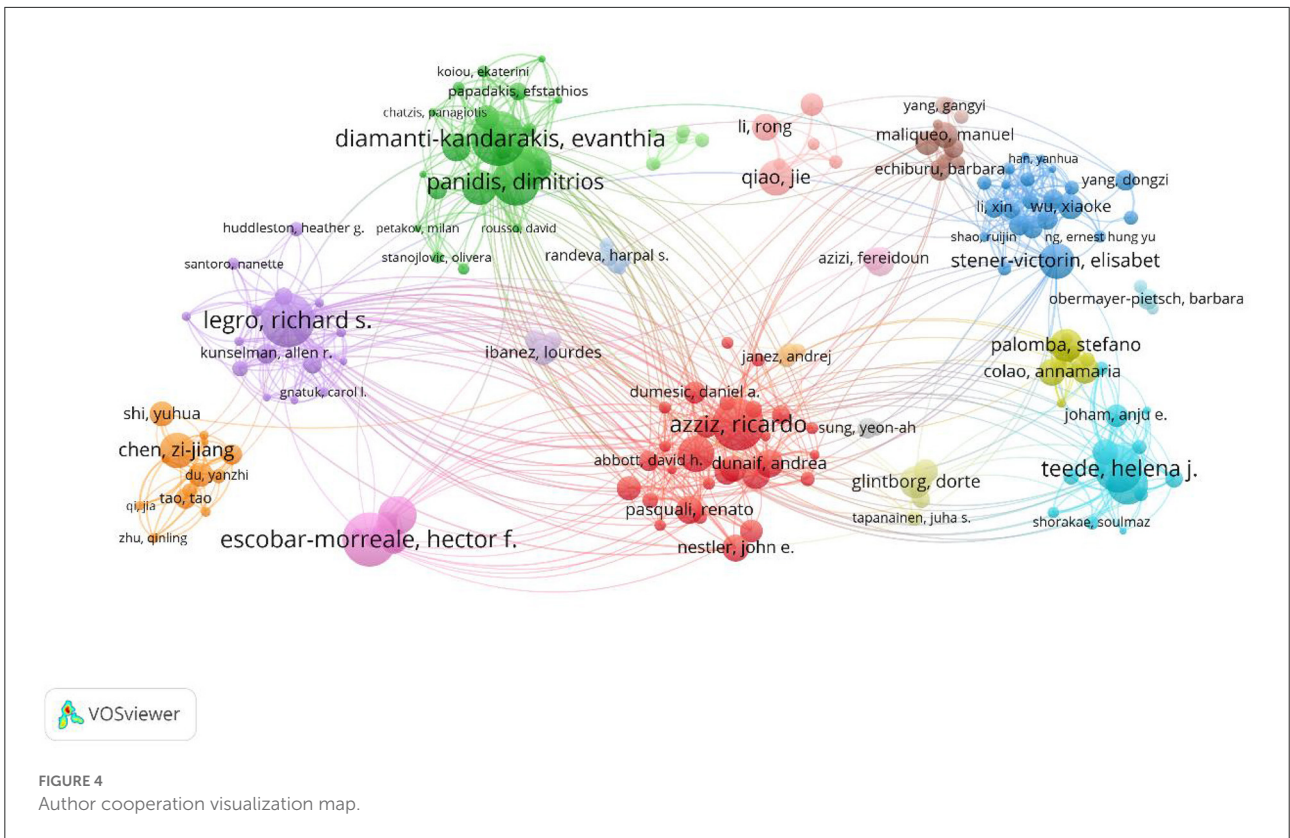 koiou, ekaterini
papadakis, efstathios
chatzis, panagiotis
diamanti-kandarakis, evanthia
panidis, dimitrios
li, rong
qiao, jie
yang, gangyi
maliqueo, manuel
echiburu, barbara
han, yanhua
yang, dongzi
li, xin
wu, xiaoke
shao, ruijin
ng, ernest hung yu
stener-victorin, elisabet
huddleston, heather g.
petakov, milan
rousso, david
stanojlovic, olivera
randeva, harpal s.
azizi, fereidoun
santoro, nanette
obermayer-pietsch, barbara
legro, richard s.
kunselman, allen r.
ibanez, lourdes
janez, andrej
palomba, stefano
colao, annamaria
gnatuk, carol l.
dumesic, daniel a.
shi, yuhua
azziz, ricardo
sung, yeon-ah
joham, anju e.
chen, zi-jiang
abbott, david h.
dunaif, andrea
teede, helena j.
du, yanzhi
glintborg, dorte
tao, tao
qi, jia
pasquali, renato
tapanainen, juha s.
shorakae, soulmaz
zhu, qinling
escobar-morreale, hector f.
nestler, john e.
VOSviewer
FIGURE 4
Author cooperation visualization map.